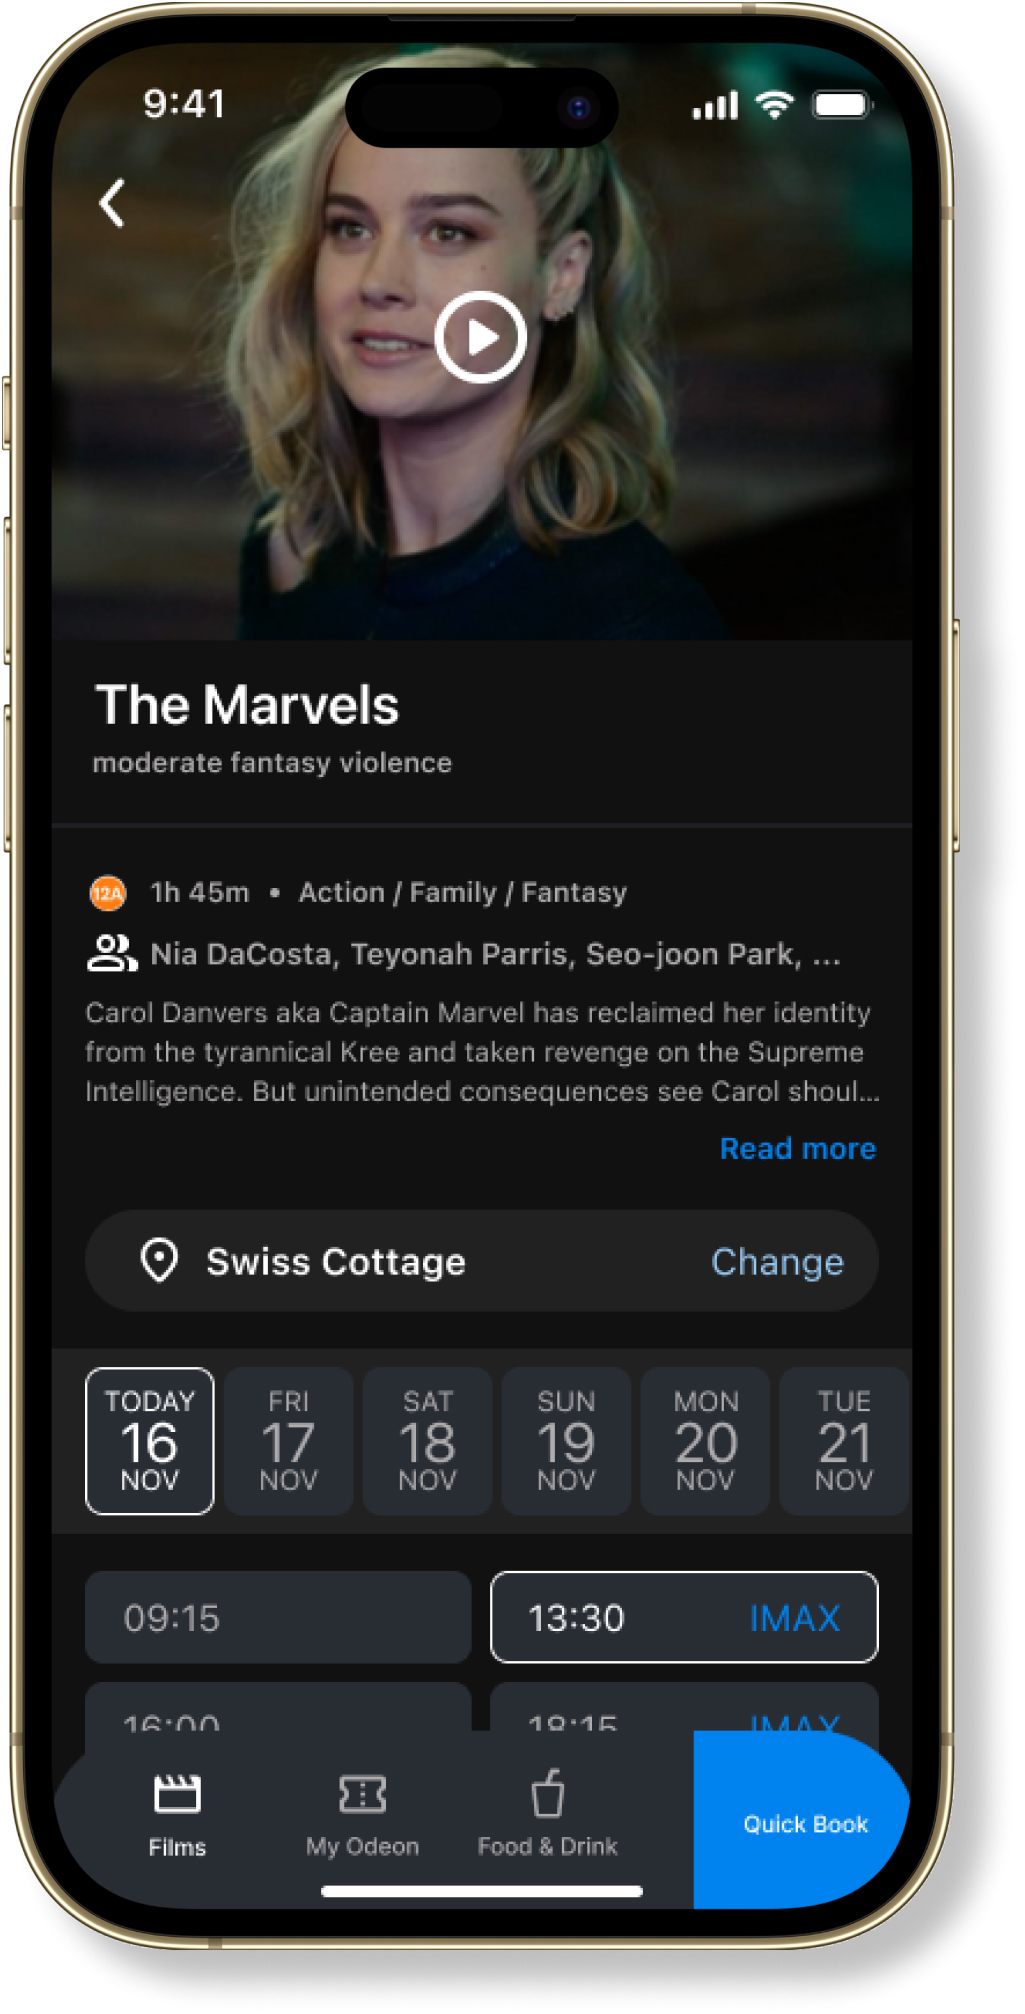 9:41
The Marvels
moderate fantasy violence
12A 1h 45m • Action / Family / Fantasy
Nia DaCosta, Teyonah Parris, Seo-joon Park, ...
Carol Danvers aka Captain Marvel has reclaimed her identity
from the tyrannical Kree and taken revenge on the Supreme
Intelligence. But unintended consequences see Carol shoul...
Read more
Swiss Cottage Change
TODAY FRI SAT SUN MON TUE
16 17 18 19 20 21
NOV NOV NOV NOV NOV NOV
09:15 13:30 IMAX
16:00 18:15 IMAX
Films My Odeon Food & Drink Quick Book